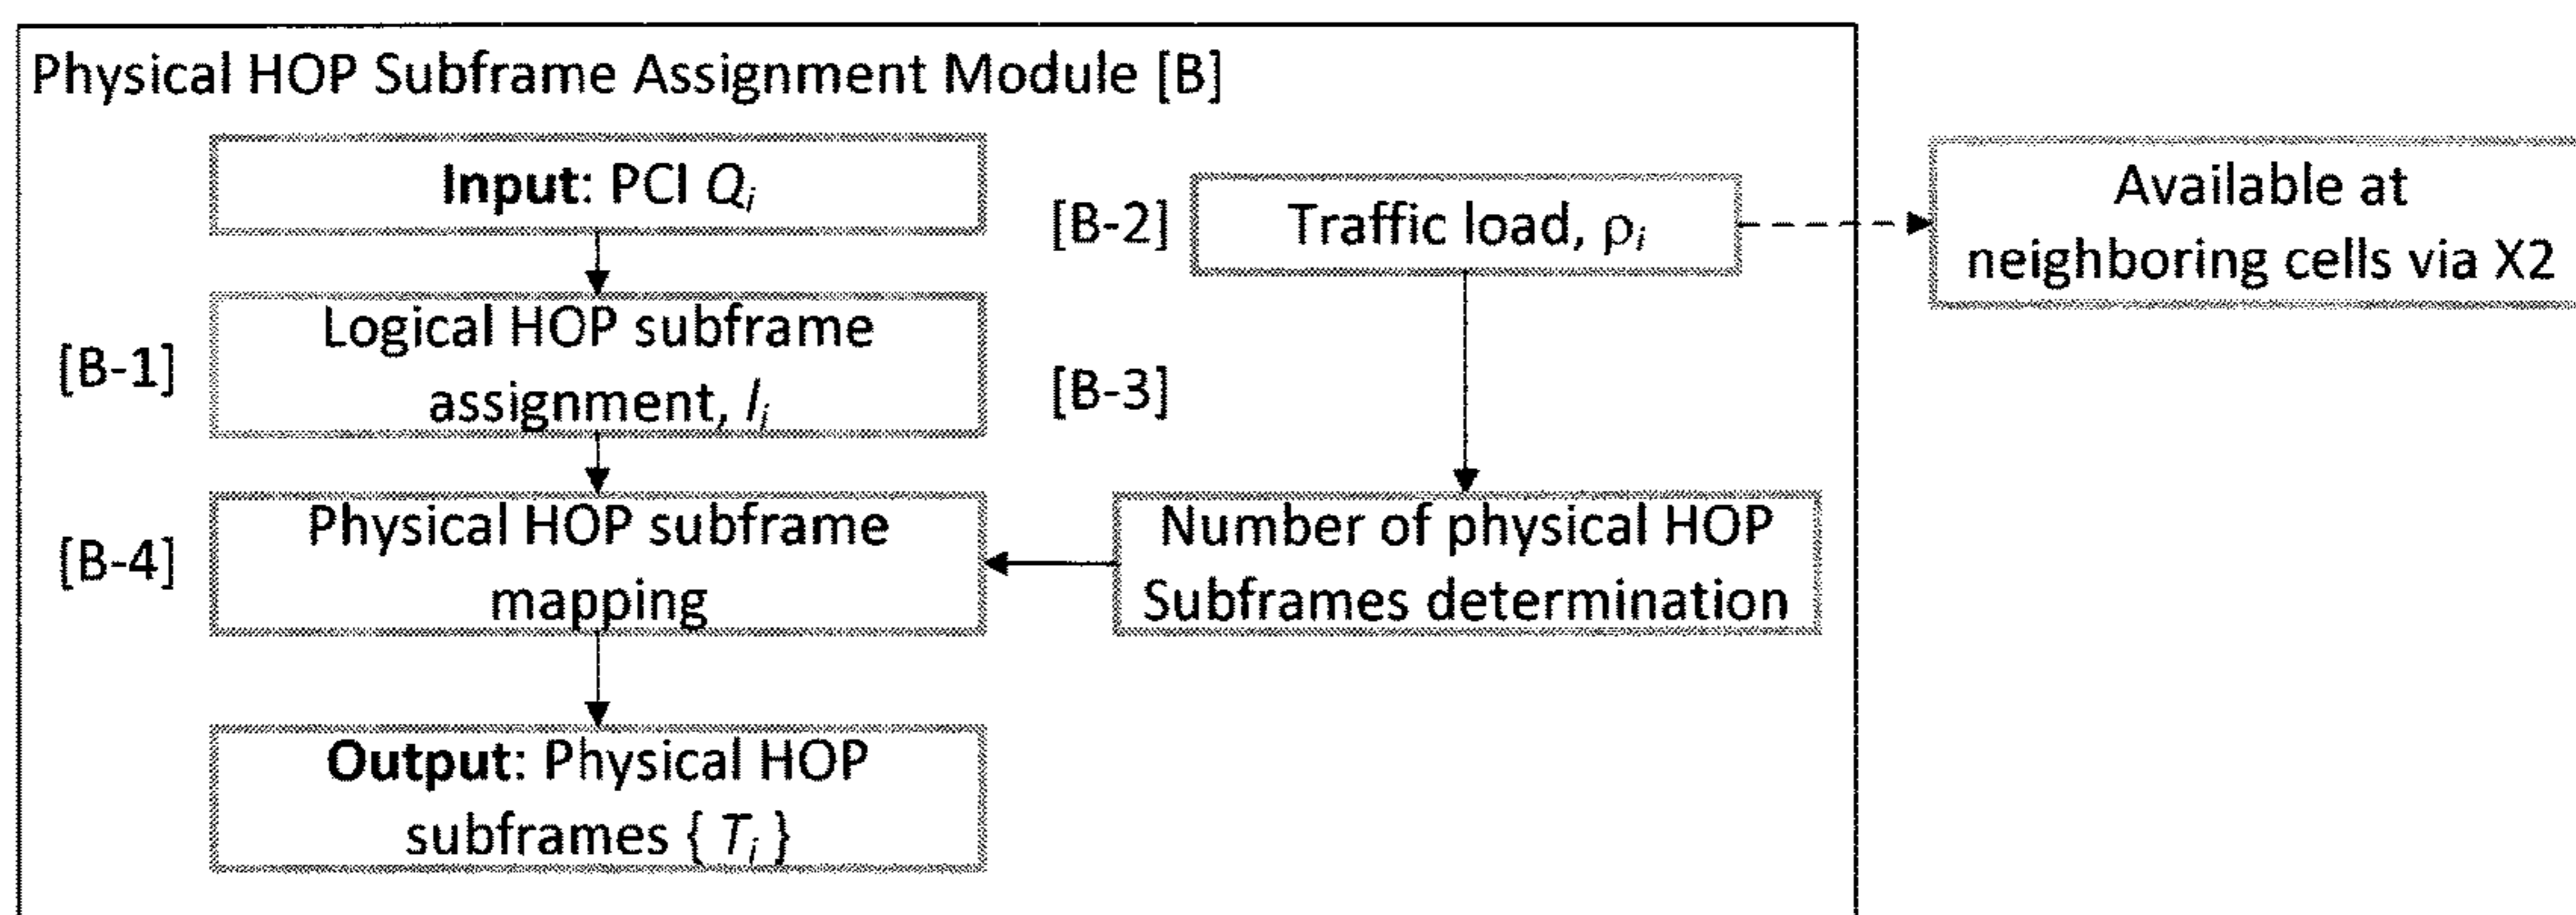 Physical HOP Subframe Assignment Module [B]
Input: PCI Qi
[B-1]
Logical HOP subframe
assignment, Ii
[B-2]
Traffic load, ρi
Available at
neighboring cells via X2
[B-3]
[B-4]
Physical HOP subframe
mapping
Number of physical HOP
Subframes determination
Output: Physical HOP
subframes { Ti }